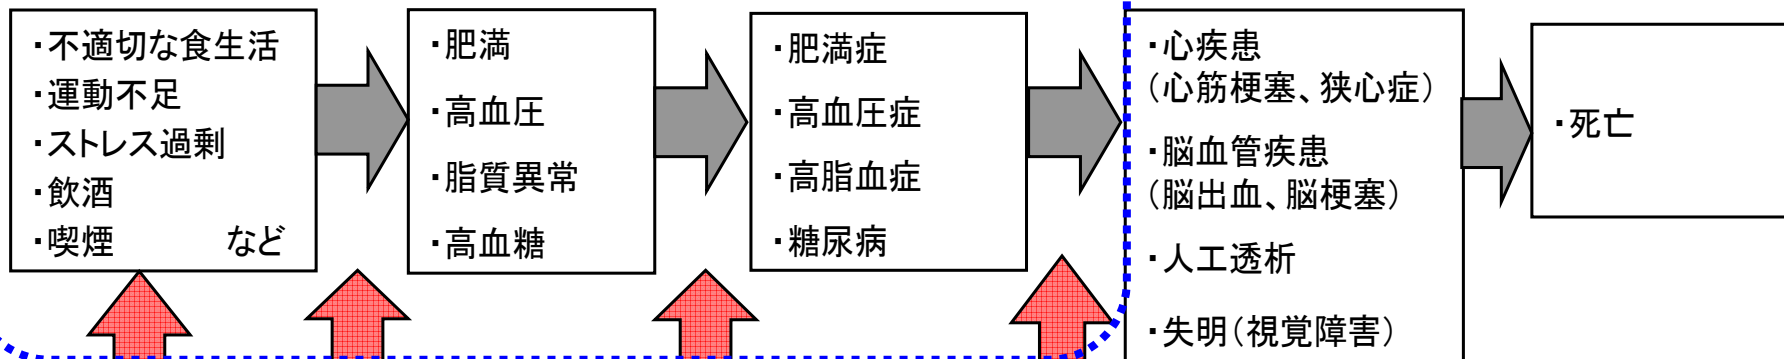 ・不適切な食生活
・運動不足
・ストレス過剰
・飲酒
・喫煙　　　など
・肥満
・高血圧
・脂質異常
・高血糖
・肥満症
・高血圧症
・高脂血症
・糖尿病
・心疾患
(心筋梗塞、狭心症)
・脳血管疾患
(脳出血、脳梗塞)
・人工透析
・失明(視覚障害)
・死亡